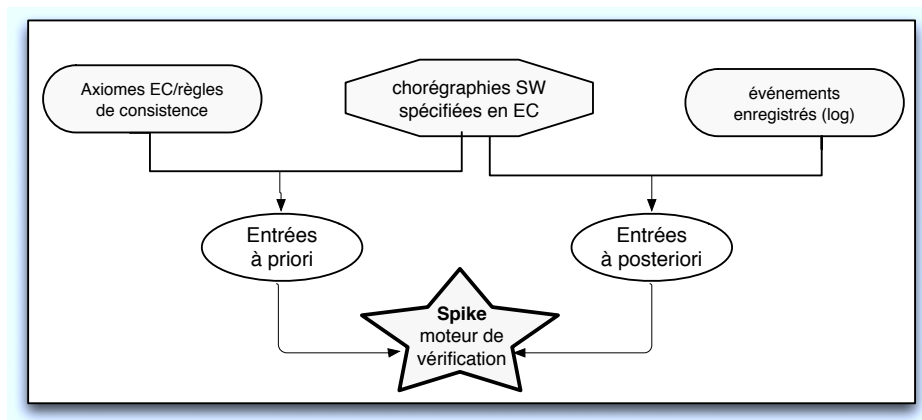 Axiomes EC/règles
de consistence
chorégraphies SW
spécifiées en EC
événements
enregistrés (log)
Entrées
à priori
Entrées
à posteriori
Spike
moteur de
vérification